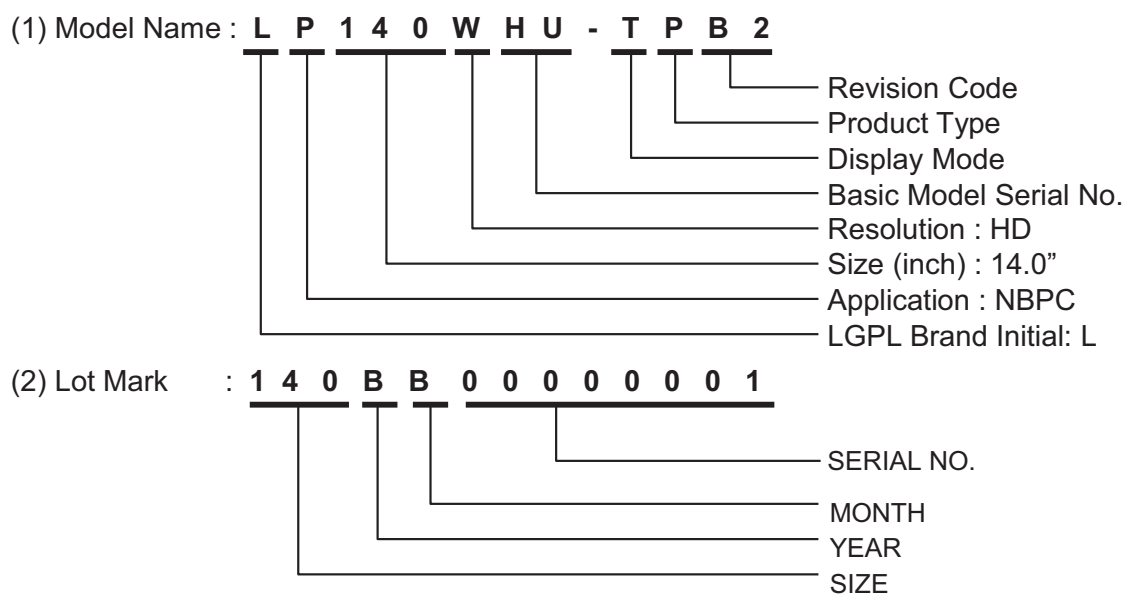 (1) Model Name : L P 1 4 0 W H U - T P B 2
Revision Code
Product Type
Display Mode
Basic Model Serial No.
Resolution : HD
Size (inch) : 14.0”
Application : NBPC
LGPL Brand Initial: L
(2) Lot Mark : 1 4 0 B B 0 0 0 0 0 0 0 1
SERIAL NO.
MONTH
YEAR
SIZE